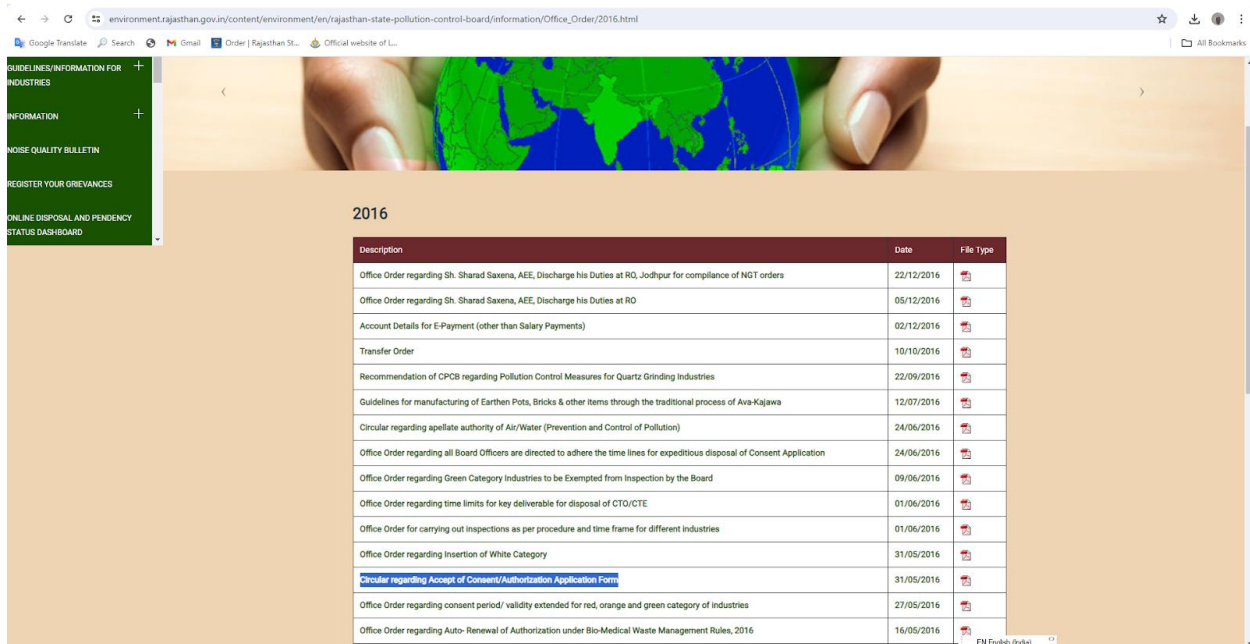 environment.rajasthan.gov.in/content/environment/en/rajasthan-state-pollution-control-board/information/Office_Order/2016.html
Google Translate Search Gmail Order | Rajasthan St... Official website of L... All Bookmarks
GUIDELINES/INFORMATION FOR
INDUSTRIES
INFORMATION
NOISE QUALITY BULLETIN
REGISTER YOUR GRIEVANCES
ONLINE DISPOSAL AND PENDENCY
STATUS DASHBOARD
2016
Description Date File Type
Office Order regarding Sh. Sharad Saxena, AEE, Discharge his Duties at RO, Jodhpur for compilance of NGT orders 22/12/2016
Office Order regarding Sh. Sharad Saxena, AEE, Discharge his Duties at RO 05/12/2016
Account Details for E-Payment (other than Salary Payments) 02/12/2016
Transfer Order 10/10/2016
Recommendation of CPCB regarding Pollution Control Measures for Quartz Grinding Industries 22/09/2016
Guidelines for manufacturing of Earthen Pots, Bricks & other items through the traditional process of Ava-Kajawa 12/07/2016
Circular regarding apellate authority of Air/Water (Prevention and Control of Pollution) 24/06/2016
Office Order regarding all Board Officers are directed to adhere the time lines for expeditious disposal of Consent Application 24/06/2016
Office Order regarding Green Category Industries to be Exempted from Inspection by the Board 09/06/2016
Office Order regarding time limits for key deliverable for disposal of CTO/CTE 01/06/2016
Office Order for carrying out inspections as per procedure and time frame for different industries 01/06/2016
Office Order regarding Insertion of White Category 31/05/2016
Circular regarding Accept of Consent/Authorization Application Form 31/05/2016
Office Order regarding consent period/ validity extended for red, orange and green category of industries 27/05/2016
Office Order regarding Auto- Renewal of Authorization under Bio-Medical Waste Management Rules, 2016 16/05/2016
EN English (India)